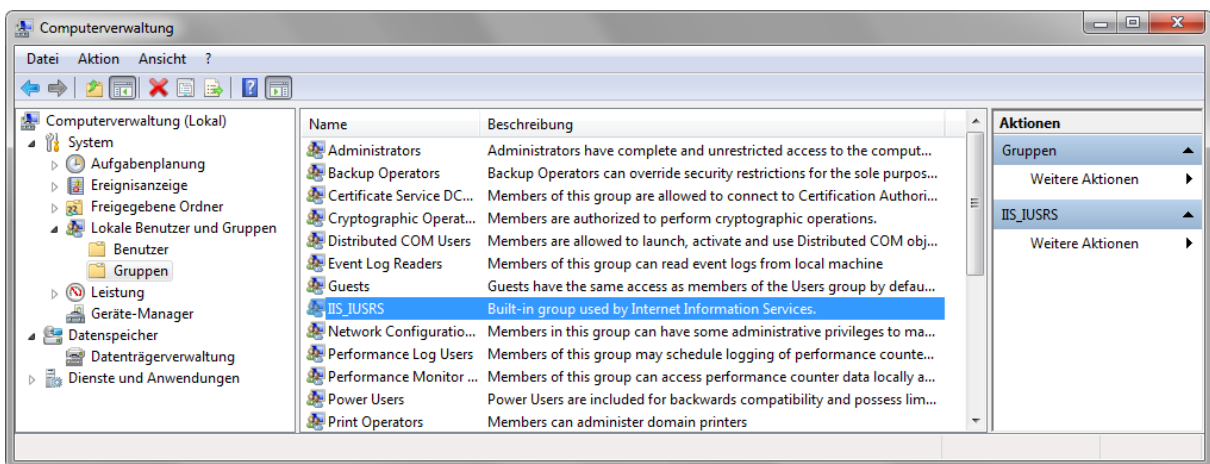 Computerverwaltung
Datei Aktion Ansicht ?
Computerverwaltung (Lokal)
System
Aufgabenplanung
Ereignisanzeige
Freigegebene Ordner
Lokale Benutzer und Gruppen
Benutzer
Gruppen
Leistung
Geräte-Manager
Datenspeicher
Datenträgerverwaltung
Dienste und Anwendungen
Name Beschreibung
Administrators Administrators have complete and unrestricted access to the comput...
Backup Operators Backup Operators can override security restrictions for the sole purpos...
Certificate Service DC... Members of this group are allowed to connect to Certification Authori...
Cryptographic Operat... Members are authorized to perform cryptographic operations.
Distributed COM Users Members are allowed to launch, activate and use Distributed COM obj...
Event Log Readers Members of this group can read event logs from local machine
Guests Guests have the same access as members of the Users group by defau...
IIS_IUSRS Built-in group used by Internet Information Services.
Network Configuratio... Members in this group can have some administrative privileges to ma...
Performance Log Users Members of this group may schedule logging of performance counte...
Performance Monitor ... Members of this group can access performance counter data locally a...
Power Users Power Users are included for backwards compatibility and possess lim...
Print Operators Members can administer domain printers
Aktionen
Gruppen
Weitere Aktionen
IIS_IUSRS
Weitere Aktionen